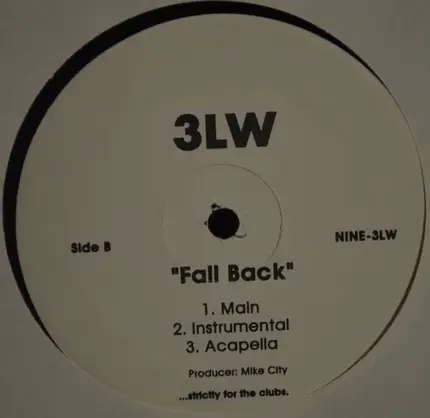 3LW
Side B
NINE-3LW
"Fall Back"
1. Main
2. Instrumental
3. Acapella
Producer: Mike City
...strictly for the clubs.